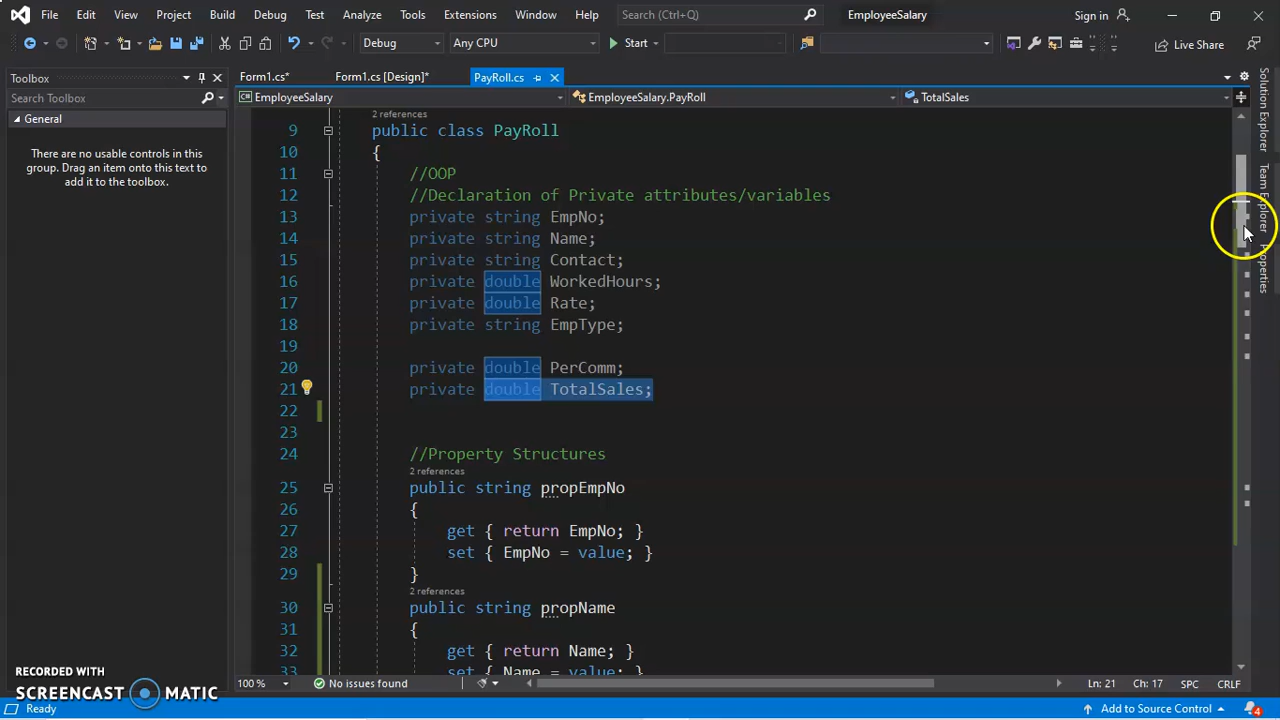 File Edit View Project Build Debug Test Analyze Tools Extensions Window Help Search (Ctrl+Q) EmployeeSalary Sign in
Debug Any CPU Start Live Share
Toolbox
Search Toolbox
General
There are no usable controls in this
group. Drag an item onto this text to
add it to the toolbox.
Form1.cs* Form1.cs [Design]* PayRoll.cs
EmployeeSalary EmployeeSalary.PayRoll TotalSales
2 references
9 public class PayRoll
10 {
11 //OOP
12 //Declaration of Private attributes/variables
13 private string EmpNo;
14 private string Name;
15 private string Contact;
16 private double WorkedHours;
17 private double Rate;
18 private string EmpType;
19
20 private double PerComm;
21 private double TotalSales;
22
23
24 //Property Structures
2 references
25 public string propEmpNo
26 {
27 get { return EmpNo; }
28 set { EmpNo = value; }
29 }
2 references
30 public string propName
31 {
32 get { return Name; }
33 set { Name = value; }
Solution Explorer
Team Explorer
Properties
RECORDED WITH
SCREENCAST MATIC
100 % No issues found Ln: 21 Ch: 17 SPC CRLF
Ready Add to Source Control 4